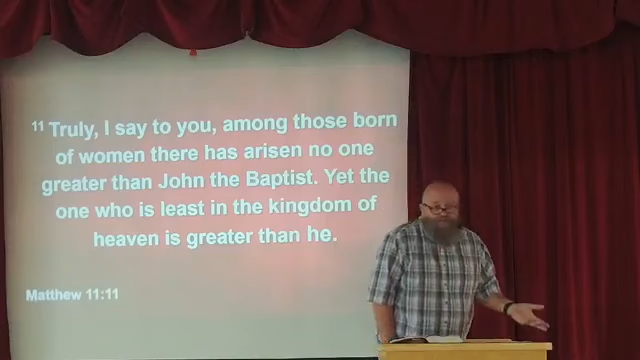 11 Truly, I say to you, among those born
of women there has arisen no one
greater than John the Baptist. Yet the
one who is least in the kingdom of
heaven is greater than he.
Matthew 11:11